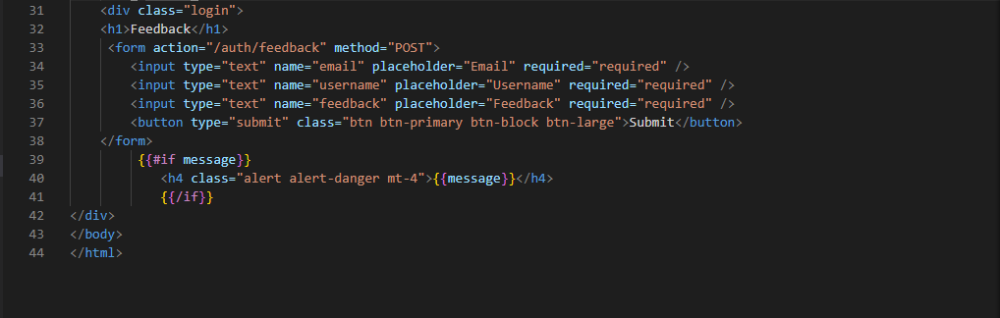 31 <div class="login">
32 <h1>Feedback</h1>
33 <form action="/auth/feedback" method="POST">
34 <input type="text" name="email" placeholder="Email" required="required" />
35 <input type="text" name="username" placeholder="Username" required="required" />
36 <input type="text" name="feedback" placeholder="Feedback" required="required" />
37 <button type="submit" class="btn btn-primary btn-block btn-large">Submit</button>
38 </form>
39 {{#if message}}
40 <h4 class="alert alert-danger mt-4">{{message}}</h4>
41 {{/if}}
42 </div>
43 </body>
44 </html>